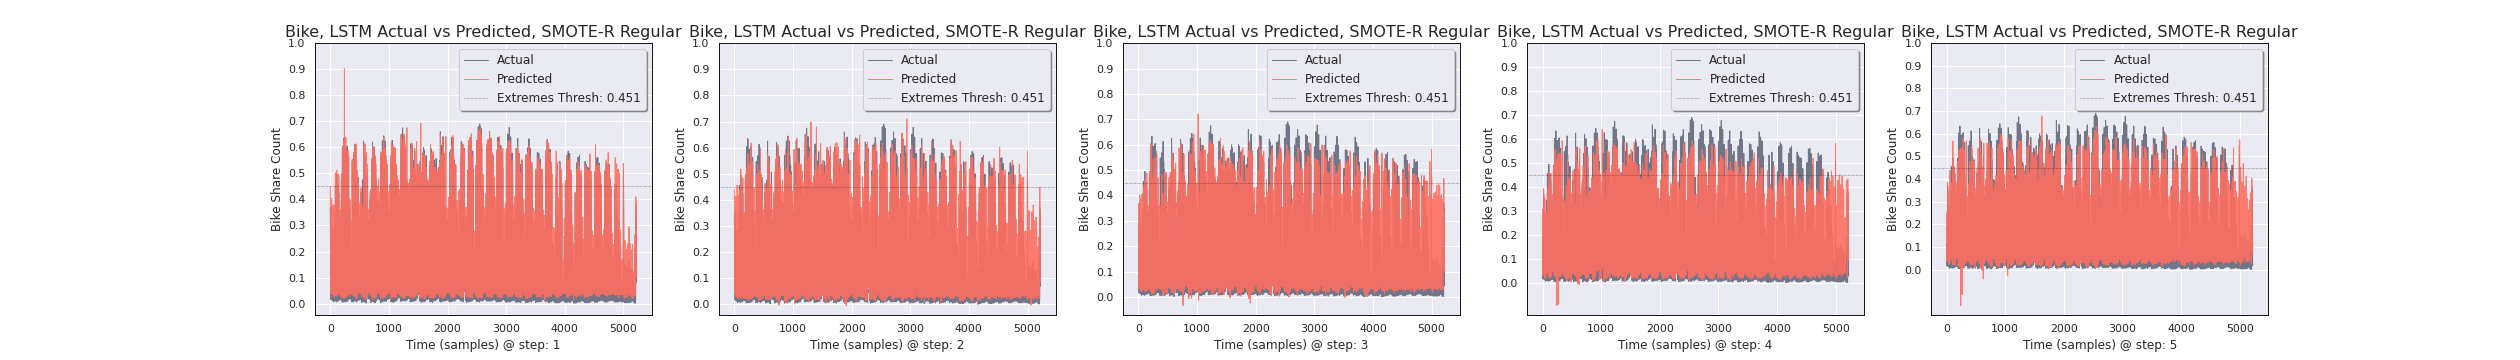 Bike, LSTM Actual vs Predicted, SMOTE-R Regular
1.0
0.9
0.8
0.7
0.6
0.5
0.4
0.3
0.2
0.1
0.0
Bike Share Count
Actual
Predicted
Extremes Thresh: 0.451
0 1000 2000 3000 4000 5000
Time (samples) @ step: 1
Bike, LSTM Actual vs Predicted, SMOTE-R Regular
1.0
0.9
0.8
0.7
0.6
0.5
0.4
0.3
0.2
0.1
0.0
Bike Share Count
Actual
Predicted
Extremes Thresh: 0.451
0 1000 2000 3000 4000 5000
Time (samples) @ step: 2
Bike, LSTM Actual vs Predicted, SMOTE-R Regular
1.0
0.9
0.8
0.7
0.6
0.5
0.4
0.3
0.2
0.1
0.0
Bike Share Count
Actual
Predicted
Extremes Thresh: 0.451
0 1000 2000 3000 4000 5000
Time (samples) @ step: 3
Bike, LSTM Actual vs Predicted, SMOTE-R Regular
1.0
0.9
0.8
0.7
0.6
0.5
0.4
0.3
0.2
0.1
0.0
Bike Share Count
Actual
Predicted
Extremes Thresh: 0.451
0 1000 2000 3000 4000 5000
Time (samples) @ step: 4
Bike, LSTM Actual vs Predicted, SMOTE-R Regular
1.0
0.9
0.8
0.7
0.6
0.5
0.4
0.3
0.2
0.1
0.0
Bike Share Count
Actual
Predicted
Extremes Thresh: 0.451
0 1000 2000 3000 4000 5000
Time (samples) @ step: 5